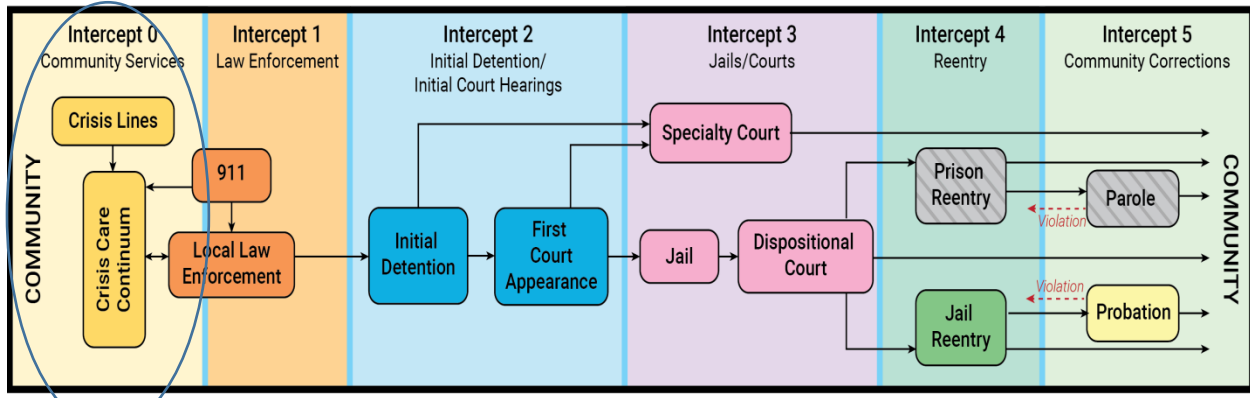 Intercept 0
Community Services
Intercept 1
Law Enforcement
Intercept 2
Initial Detention/
Initial Court Hearings
Intercept 3
Jails/Courts
Intercept 4
Reentry
Intercept 5
Community Corrections
COMMUNITY
Crisis Lines
Crisis Care
Continuum
911
Local Law
Enforcement
Initial
Detention
First
Court
Appearance
Specialty Court
Jail
Dispositional
Court
Prison
Reentry
Violation
Parole
Jail
Reentry
Violation
Probation
COMMUNITY